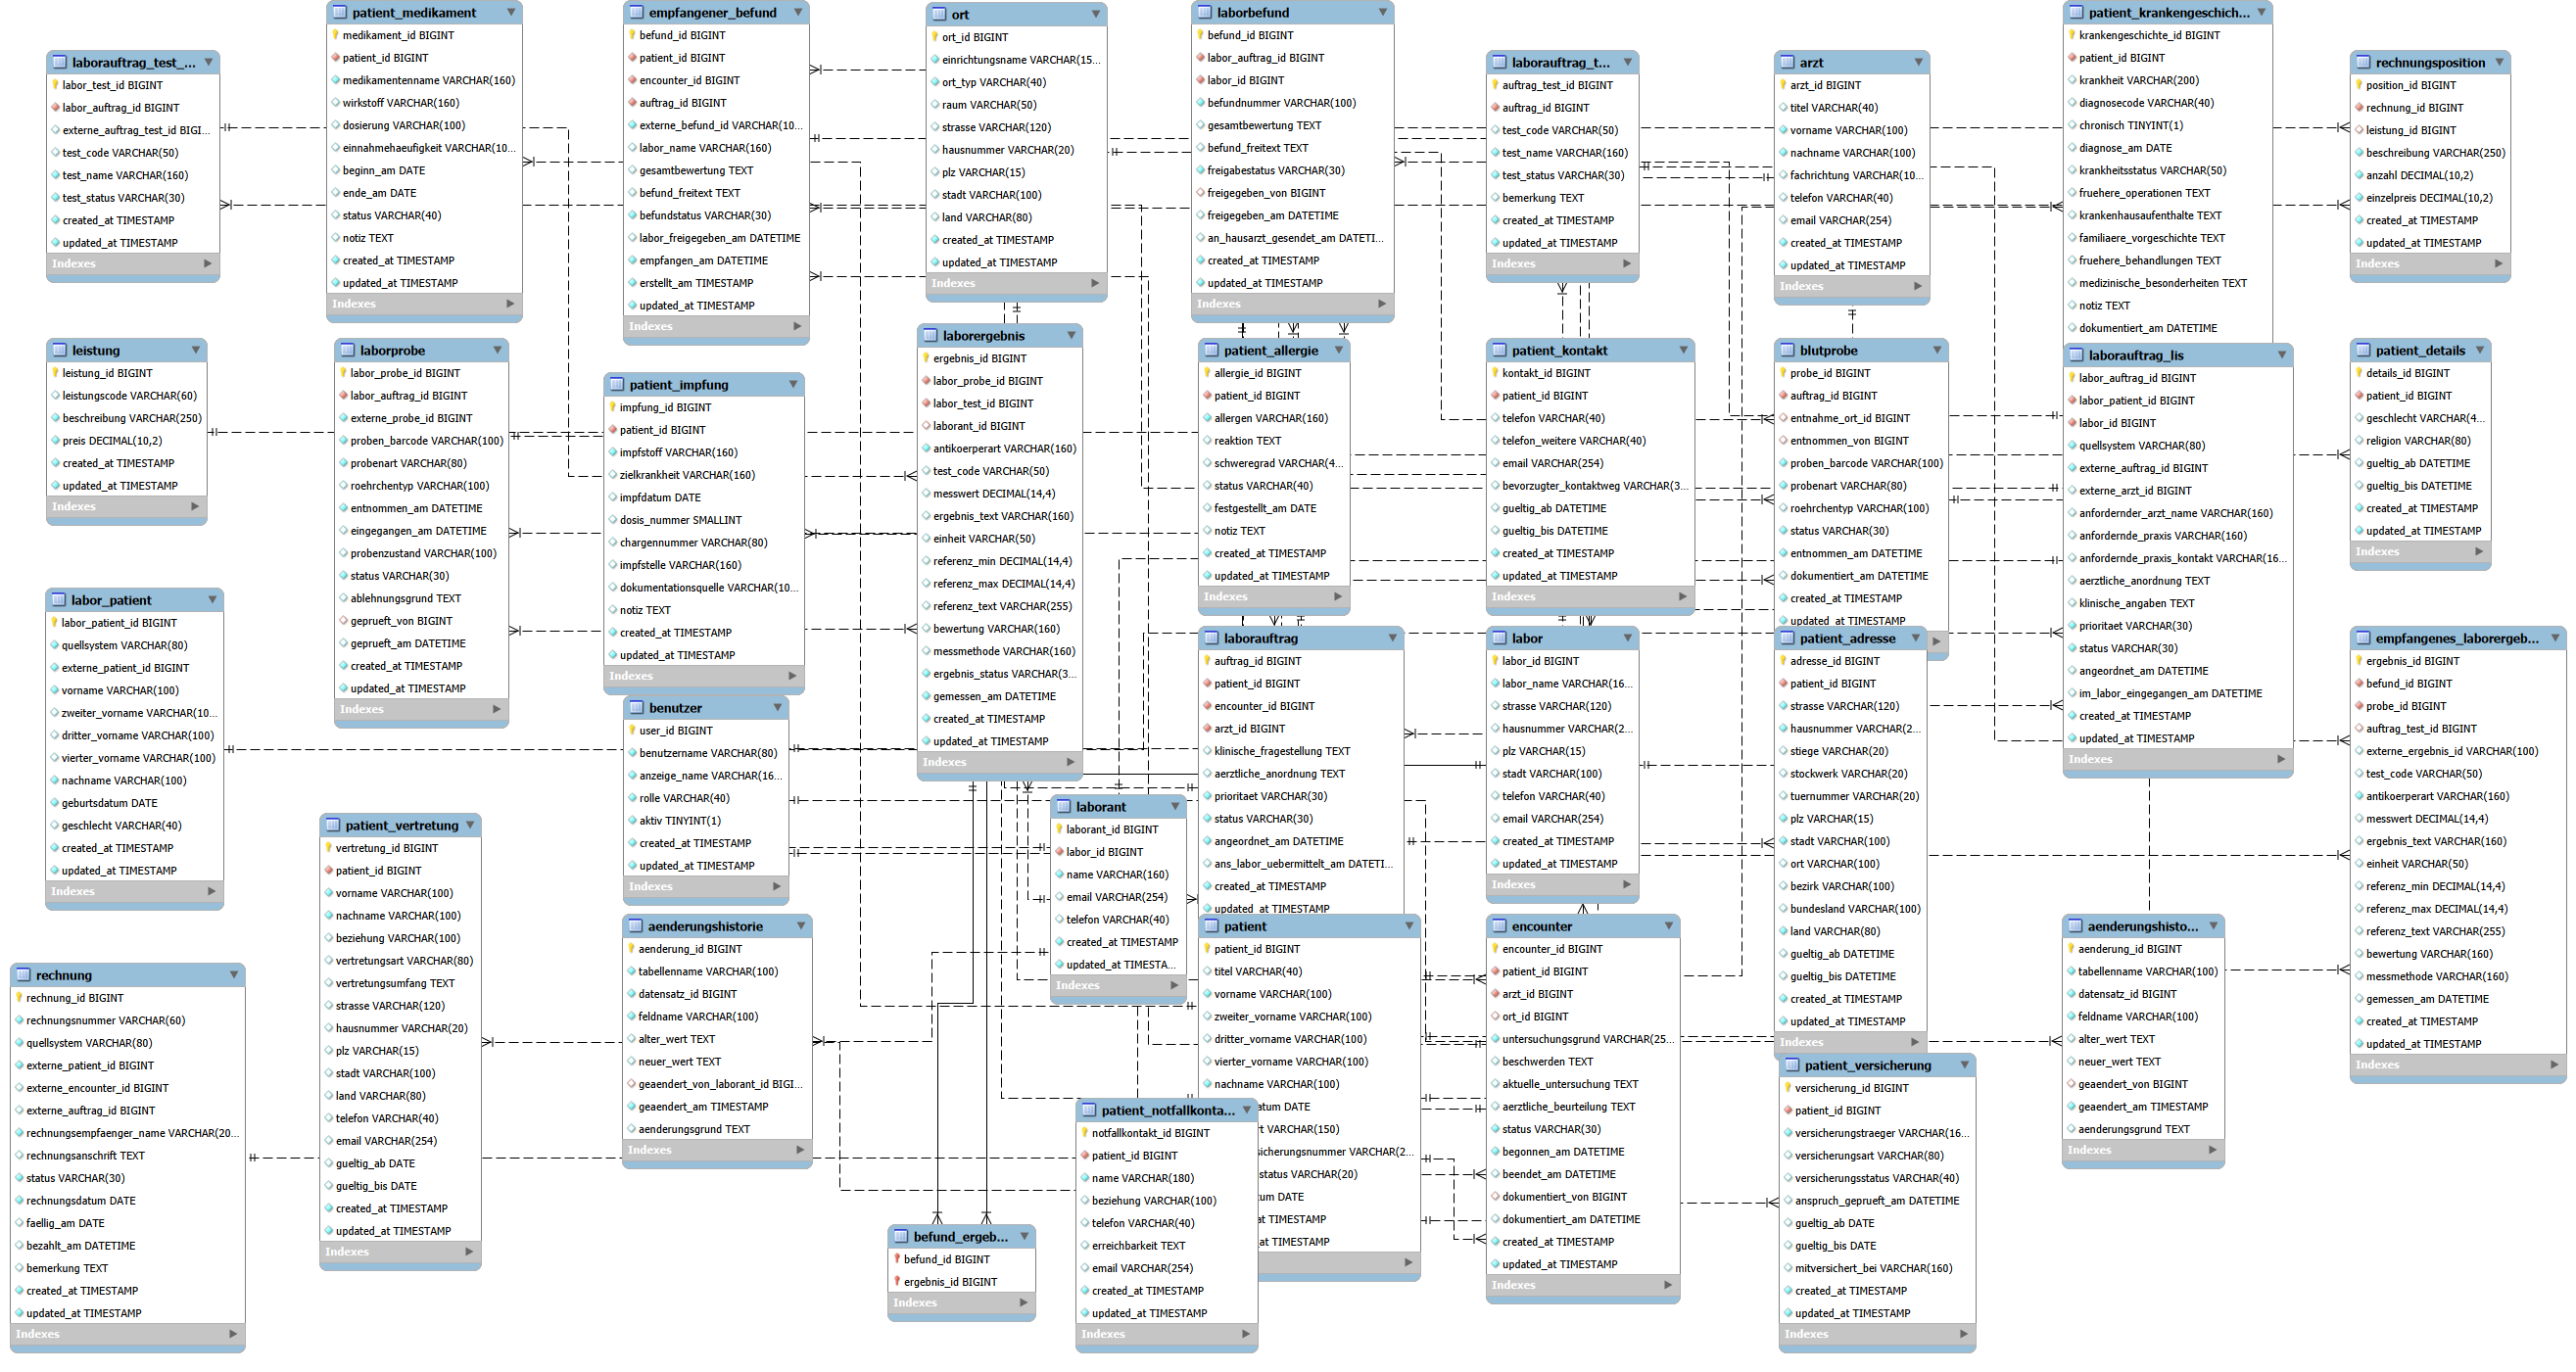 patient_medikament
medikament_id BIGINT
patient_id BIGINT
medikamentenname VARCHAR(160)
wirkstoff VARCHAR(160)
dosierung VARCHAR(100)
einnahmehaeufigkeit VARCHAR(10...
beginn_am DATE
ende_am DATE
status VARCHAR(40)
notiz TEXT
created_at TIMESTAMP
updated_at TIMESTAMP
Indexes
empfangener_befund
befund_id BIGINT
patient_id BIGINT
encounter_id BIGINT
auftrag_id BIGINT
externe_befund_id VARCHAR(10...
labor_name VARCHAR(160)
gesamtbewertung TEXT
befund_freitext TEXT
befundstatus VARCHAR(30)
labor_freigegeben_am DATETIME
empfangen_am DATETIME
erstellt_am TIMESTAMP
updated_at TIMESTAMP
Indexes
ort
ort_id BIGINT
einrichtungsname VARCHAR(15...
ort_typ VARCHAR(40)
raum VARCHAR(50)
strasse VARCHAR(120)
hausnummer VARCHAR(20)
plz VARCHAR(15)
stadt VARCHAR(100)
land VARCHAR(80)
created_at TIMESTAMP
updated_at TIMESTAMP
Indexes
laborbefund
befund_id BIGINT
labor_auftrag_id BIGINT
labor_id BIGINT
befundnummer VARCHAR(100)
gesamtbewertung TEXT
befund_freitext TEXT
freigabestatus VARCHAR(30)
freigegeben_von BIGINT
freigegeben_am DATETIME
an_hausarzt_gesendet_am DATETI...
created_at TIMESTAMP
updated_at TIMESTAMP
Indexes
patient_krankengeschich...
krankengeschichte_id BIGINT
patient_id BIGINT
krankheit VARCHAR(200)
diagnosecode VARCHAR(40)
chronisch TINYINT(1)
diagnose_am DATE
krankheitsstatus VARCHAR(50)
fruehere_operationen TEXT
krankenhausaufenthalte TEXT
familiaere_vorgeschichte TEXT
fruehere_behandlungen TEXT
medizinische_besonderheiten TEXT
notiz TEXT
dokumentiert_am DATETIME
laborauftrag_test_...
labor_test_id BIGINT
labor_auftrag_id BIGINT
externe_auftrag_test_id BIGI...
test_code VARCHAR(50)
test_name VARCHAR(160)
test_status VARCHAR(30)
created_at TIMESTAMP
updated_at TIMESTAMP
Indexes
laborauftrag_t...
auftrag_test_id BIGINT
auftrag_id BIGINT
test_code VARCHAR(50)
test_name VARCHAR(160)
test_status VARCHAR(30)
bemerkung TEXT
created_at TIMESTAMP
updated_at TIMESTAMP
Indexes
arzt
arzt_id BIGINT
titel VARCHAR(40)
vorname VARCHAR(100)
nachname VARCHAR(100)
fachrichtung VARCHAR(10...
telefon VARCHAR(40)
email VARCHAR(254)
created_at TIMESTAMP
updated_at TIMESTAMP
Indexes
rechnungsposition
position_id BIGINT
rechnung_id BIGINT
leistung_id BIGINT
beschreibung VARCHAR(250)
anzahl DECIMAL(10,2)
einzelpreis DECIMAL(10,2)
created_at TIMESTAMP
updated_at TIMESTAMP
Indexes
leistung
leistung_id BIGINT
leistungscode VARCHAR(60)
beschreibung VARCHAR(250)
preis DECIMAL(10,2)
created_at TIMESTAMP
updated_at TIMESTAMP
Indexes
laborprobe
labor_probe_id BIGINT
labor_auftrag_id BIGINT
externe_probe_id BIGINT
proben_barcode VARCHAR(100)
probenart VARCHAR(80)
roehrchentyp VARCHAR(100)
entnommen_am DATETIME
eingegangen_am DATETIME
probenzustand VARCHAR(100)
status VARCHAR(30)
ablehnungsgrund TEXT
geprueft_von BIGINT
geprueft_am DATETIME
created_at TIMESTAMP
updated_at TIMESTAMP
Indexes
patient_impfung
impfung_id BIGINT
patient_id BIGINT
impfstoff VARCHAR(160)
zielkrankheit VARCHAR(160)
impfdatum DATE
dosis_nummer SMALLINT
chargennummer VARCHAR(80)
impfstelle VARCHAR(160)
dokumentationsquelle VARCHAR(10...
notiz TEXT
created_at TIMESTAMP
updated_at TIMESTAMP
Indexes
laborergebnis
ergebnis_id BIGINT
labor_probe_id BIGINT
labor_test_id BIGINT
laborant_id BIGINT
antikoerperart VARCHAR(160)
test_code VARCHAR(50)
messwert DECIMAL(14,4)
ergebnis_text VARCHAR(160)
einheit VARCHAR(50)
referenz_min DECIMAL(14,4)
referenz_max DECIMAL(14,4)
referenz_text VARCHAR(255)
bewertung VARCHAR(160)
messmethode VARCHAR(160)
ergebnis_status VARCHAR(3...
gemessen_am DATETIME
created_at TIMESTAMP
updated_at TIMESTAMP
Indexes
patient_allergie
allergie_id BIGINT
patient_id BIGINT
allergen VARCHAR(160)
reaktion TEXT
schweregrad VARCHAR(4...
status VARCHAR(40)
festgestellt_am DATE
notiz TEXT
created_at TIMESTAMP
updated_at TIMESTAMP
Indexes
patient_kontakt
kontakt_id BIGINT
patient_id BIGINT
telefon VARCHAR(40)
telefon_weitere VARCHAR(40)
email VARCHAR(254)
bevorzugter_kontaktweg VARCHAR(3...
gueltig_ab DATETIME
gueltig_bis DATETIME
created_at TIMESTAMP
updated_at TIMESTAMP
Indexes
blutprobe
probe_id BIGINT
auftrag_id BIGINT
entnahme_ort_id BIGINT
entnommen_von BIGINT
proben_barcode VARCHAR(100)
probenart VARCHAR(80)
roehrchentyp VARCHAR(100)
status VARCHAR(30)
entnommen_am DATETIME
dokumentiert_am DATETIME
created_at TIMESTAMP
updated_at TIMESTAMP
laborauftrag_lis
labor_auftrag_id BIGINT
labor_patient_id BIGINT
labor_id BIGINT
quellsystem VARCHAR(80)
externe_auftrag_id BIGINT
externe_arzt_id BIGINT
anfordernder_arzt_name VARCHAR(160)
anfordernde_praxis VARCHAR(160)
anfordernde_praxis_kontakt VARCHAR(16...
aerztliche_anordnung TEXT
klinische_angaben TEXT
prioritaet VARCHAR(30)
status VARCHAR(30)
angeordnet_am DATETIME
im_labor_eingegangen_am DATETIME
created_at TIMESTAMP
updated_at TIMESTAMP
Indexes
patient_details
details_id BIGINT
patient_id BIGINT
geschlecht VARCHAR(4...
religion VARCHAR(80)
gueltig_ab DATETIME
gueltig_bis DATETIME
created_at TIMESTAMP
updated_at TIMESTAMP
Indexes
labor_patient
labor_patient_id BIGINT
quellsystem VARCHAR(80)
externe_patient_id BIGINT
vorname VARCHAR(100)
zweiter_vorname VARCHAR(10...
dritter_vorname VARCHAR(100)
vierter_vorname VARCHAR(100)
nachname VARCHAR(100)
geburtsdatum DATE
geschlecht VARCHAR(40)
created_at TIMESTAMP
updated_at TIMESTAMP
Indexes
benutzer
user_id BIGINT
benutzername VARCHAR(80)
anzeige_name VARCHAR(16...
rolle VARCHAR(40)
aktiv TINYINT(1)
created_at TIMESTAMP
updated_at TIMESTAMP
Indexes
laborauftrag
auftrag_id BIGINT
patient_id BIGINT
encounter_id BIGINT
arzt_id BIGINT
klinische_fragestellung TEXT
aerztliche_anordnung TEXT
prioritaet VARCHAR(30)
status VARCHAR(30)
angeordnet_am DATETIME
ans_labor_uebermittelt_am DATETI...
created_at TIMESTAMP
updated_at TIMESTAMP
labor
labor_id BIGINT
labor_name VARCHAR(16...
strasse VARCHAR(120)
hausnummer VARCHAR(2...
plz VARCHAR(15)
stadt VARCHAR(100)
telefon VARCHAR(40)
email VARCHAR(254)
created_at TIMESTAMP
updated_at TIMESTAMP
Indexes
patient_adresse
adresse_id BIGINT
patient_id BIGINT
strasse VARCHAR(120)
hausnummer VARCHAR(2...
stiege VARCHAR(20)
stockwerk VARCHAR(20)
tuernummer VARCHAR(20)
plz VARCHAR(15)
stadt VARCHAR(100)
ort VARCHAR(100)
bezirk VARCHAR(100)
bundesland VARCHAR(100)
land VARCHAR(80)
gueltig_ab DATETIME
gueltig_bis DATETIME
created_at TIMESTAMP
updated_at TIMESTAMP
Indexes
empfangenes_laborergeb...
ergebnis_id BIGINT
befund_id BIGINT
probe_id BIGINT
auftrag_test_id BIGINT
externe_ergebnis_id VARCHAR(100)
test_code VARCHAR(50)
antikoerperart VARCHAR(160)
messwert DECIMAL(14,4)
ergebnis_text VARCHAR(160)
einheit VARCHAR(50)
referenz_min DECIMAL(14,4)
referenz_max DECIMAL(14,4)
referenz_text VARCHAR(255)
bewertung VARCHAR(160)
messmethode VARCHAR(160)
gemessen_am DATETIME
created_at TIMESTAMP
updated_at TIMESTAMP
Indexes
laborant
laborant_id BIGINT
labor_id BIGINT
name VARCHAR(160)
email VARCHAR(254)
telefon VARCHAR(40)
created_at TIMESTAMP
updated_at TIMESTA...
Indexes
patient_vertretung
vertretung_id BIGINT
patient_id BIGINT
vorname VARCHAR(100)
nachname VARCHAR(100)
beziehung VARCHAR(100)
vertretungsart VARCHAR(80)
vertretungsumfang TEXT
strasse VARCHAR(120)
hausnummer VARCHAR(20)
plz VARCHAR(15)
stadt VARCHAR(100)
land VARCHAR(80)
telefon VARCHAR(40)
email VARCHAR(254)
gueltig_ab DATE
gueltig_bis DATE
created_at TIMESTAMP
updated_at TIMESTAMP
Indexes
aenderungshistorie
aenderung_id BIGINT
tabellenname VARCHAR(100)
datensatz_id BIGINT
feldname VARCHAR(100)
alter_wert TEXT
neuer_wert TEXT
geaendert_von_laborant_id BIGI...
geaendert_am TIMESTAMP
aenderungsgrund TEXT
Indexes
patient
patient_id BIGINT
titel VARCHAR(40)
vorname VARCHAR(100)
zweiter_vorname VARCHAR(100)
dritter_vorname VARCHAR(100)
vierter_vorname VARCHAR(100)
nachname VARCHAR(100)
atum DATE
rt VARCHAR(150)
sicherungsnummer VARCHAR(2...
status VARCHAR(20)
tum DATE
at TIMESTAMP
at TIMESTAMP
encounter
encounter_id BIGINT
patient_id BIGINT
arzt_id BIGINT
ort_id BIGINT
untersuchungsgrund VARCHAR(25...
beschwerden TEXT
aktuelle_untersuchung TEXT
aerztliche_beurteilung TEXT
status VARCHAR(30)
begonnen_am DATETIME
beendet_am DATETIME
dokumentiert_von BIGINT
dokumentiert_am DATETIME
created_at TIMESTAMP
updated_at TIMESTAMP
Indexes
aenderungshisto...
aenderung_id BIGINT
tabellenname VARCHAR(100)
datensatz_id BIGINT
feldname VARCHAR(100)
alter_wert TEXT
neuer_wert TEXT
geaendert_von BIGINT
geaendert_am TIMESTAMP
aenderungsgrund TEXT
Indexes
rechnung
rechnung_id BIGINT
rechnungsnummer VARCHAR(60)
quellsystem VARCHAR(80)
externe_patient_id BIGINT
externe_encounter_id BIGINT
externe_auftrag_id BIGINT
rechnungsempfaenger_name VARCHAR(20...
rechnungsanschrift TEXT
status VARCHAR(30)
rechnungsdatum DATE
faellig_am DATE
bezahlt_am DATETIME
bemerkung TEXT
created_at TIMESTAMP
updated_at TIMESTAMP
Indexes
patient_versicherung
versicherung_id BIGINT
patient_id BIGINT
versicherungstraeger VARCHAR(16...
versicherungsart VARCHAR(80)
versicherungsstatus VARCHAR(40)
anspruch_geprueft_am DATETIME
gueltig_ab DATE
gueltig_bis DATE
mitversichert_bei VARCHAR(160)
created_at TIMESTAMP
updated_at TIMESTAMP
Indexes
patient_notfallkonta...
notfallkontakt_id BIGINT
patient_id BIGINT
name VARCHAR(180)
beziehung VARCHAR(100)
telefon VARCHAR(40)
erreichbarkeit TEXT
email VARCHAR(254)
created_at TIMESTAMP
updated_at TIMESTAMP
Indexes
befund_ergeb...
befund_id BIGINT
ergebnis_id BIGINT
Indexes